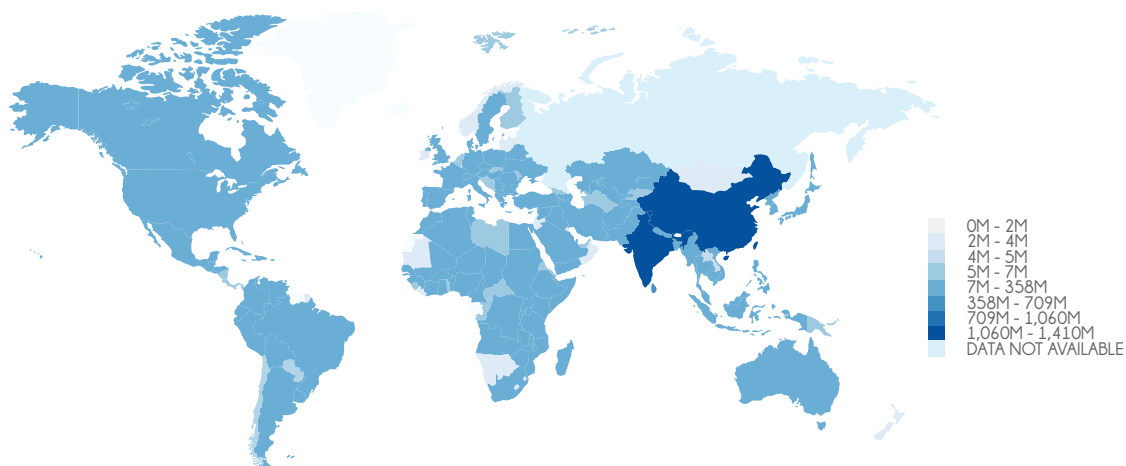 0M - 2M
2M - 4M
4M - 5M
5M - 7M
7M - 358M
358M - 709M
709M - 1,060M
1,060M - 1,410M
DATA NOT AVAILABLE